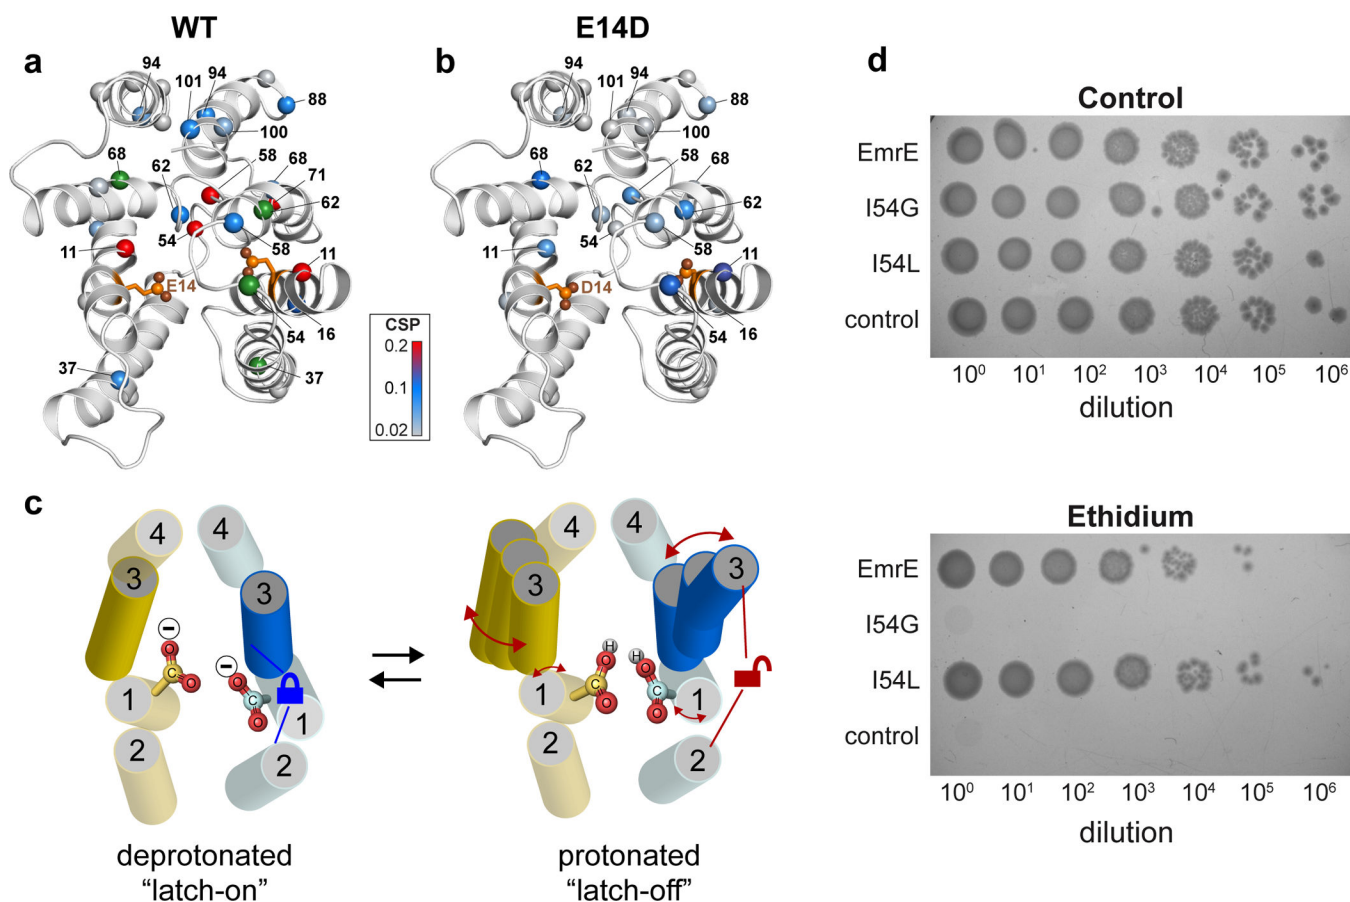 WT
E14D
a
94
101
94
88
100
68
62
58
68
71
62
54
58
11
11
E14
54
16
37
37
CSP
0.2
0.1
0.02
b
94
101
88
100
68
62
58
68
62
54
58
11
11
D14
54
16
c
4
4
3
3
1
1
2
2
C
O
O
C
O
O
deprotonated
“latch-on”
4
4
3
3
1
1
2
2
H
H
O
O
C
C
O
O
protonated
“latch-off”
d
Control
EmrE
I54G
I54L
control
10⁰ 10¹ 10² 10³ 10⁴ 10⁵ 10⁶
dilution
Ethidium
EmrE
I54G
I54L
control
10⁰ 10¹ 10² 10³ 10⁴ 10⁵ 10⁶
dilution